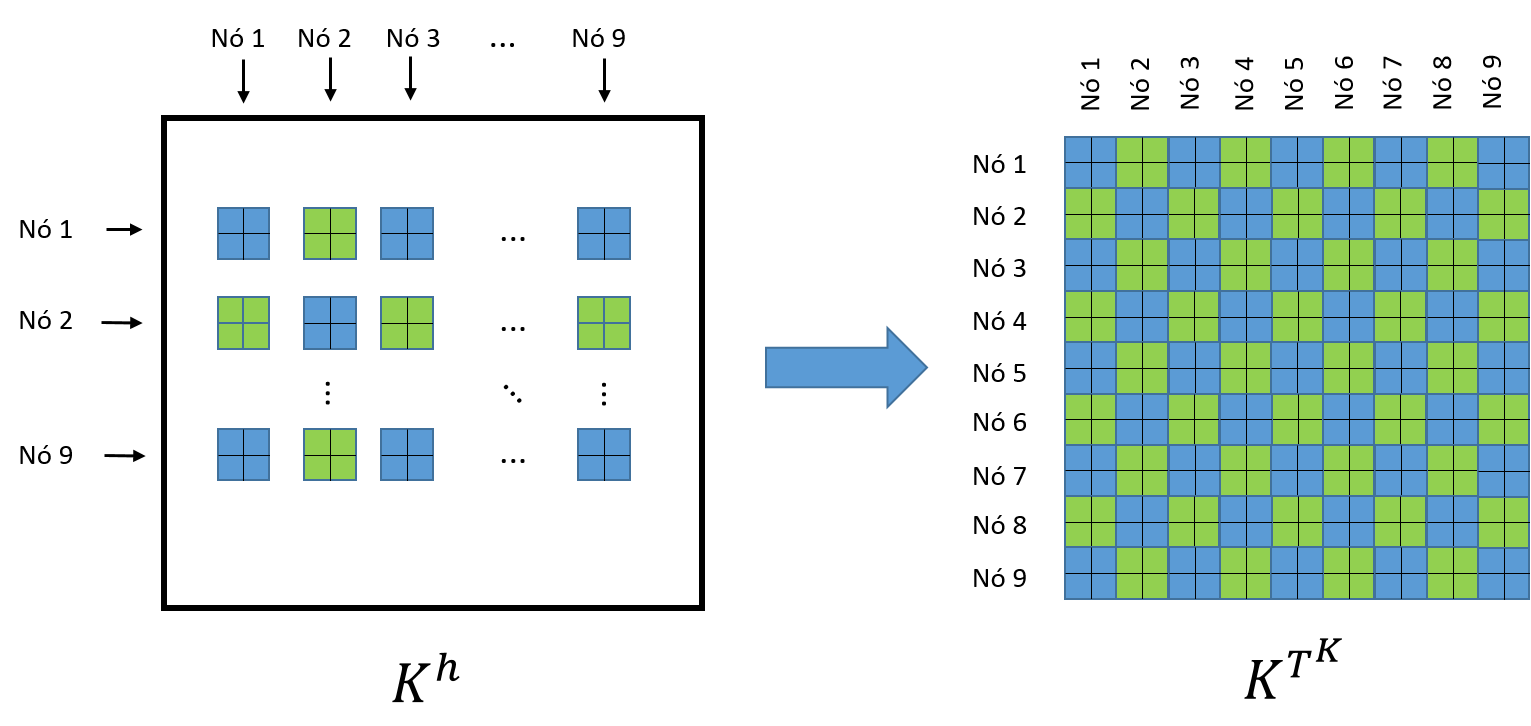 Nó 1 Nó 2 Nó 3 ... Nó 9
Nó 1 ...
Nó 2 ...
⋮ ⋱ ⋮
Nó 9 ...
K^h
Nó 1 Nó 2 Nó 3 Nó 4 Nó 5 Nó 6 Nó 7 Nó 8 Nó 9
Nó 1
Nó 2
Nó 3
Nó 4
Nó 5
Nó 6
Nó 7
Nó 8
Nó 9
K^{T^K}